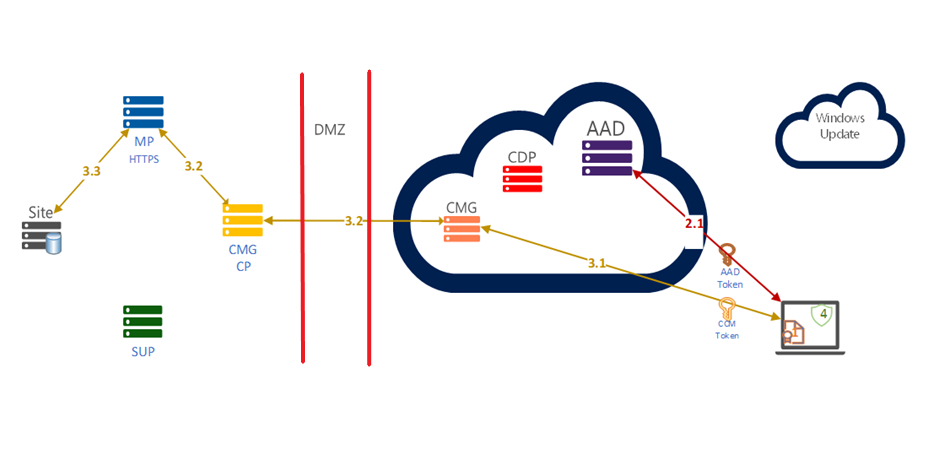 Windows
Update
AAD
DMZ
MP
HTTPS
CDP
3.3
3.2
Site
CMG
3.2
2.1
CMG
CP
3.1
AAD
Token
CCM
Token
4
1
SUP